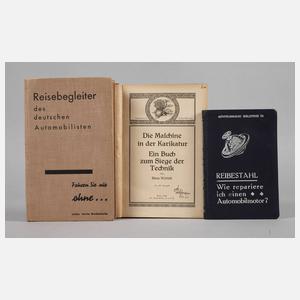 Reisebegleiter
des
deutschen
Automobilisten
Fahren Sie nie
ohne...
Die Maschine
in der Karikatur
Ein Buch
zum Siege der
Technik
REIBESTAHL
Wie repariere
ich einen
Automobilmotor?